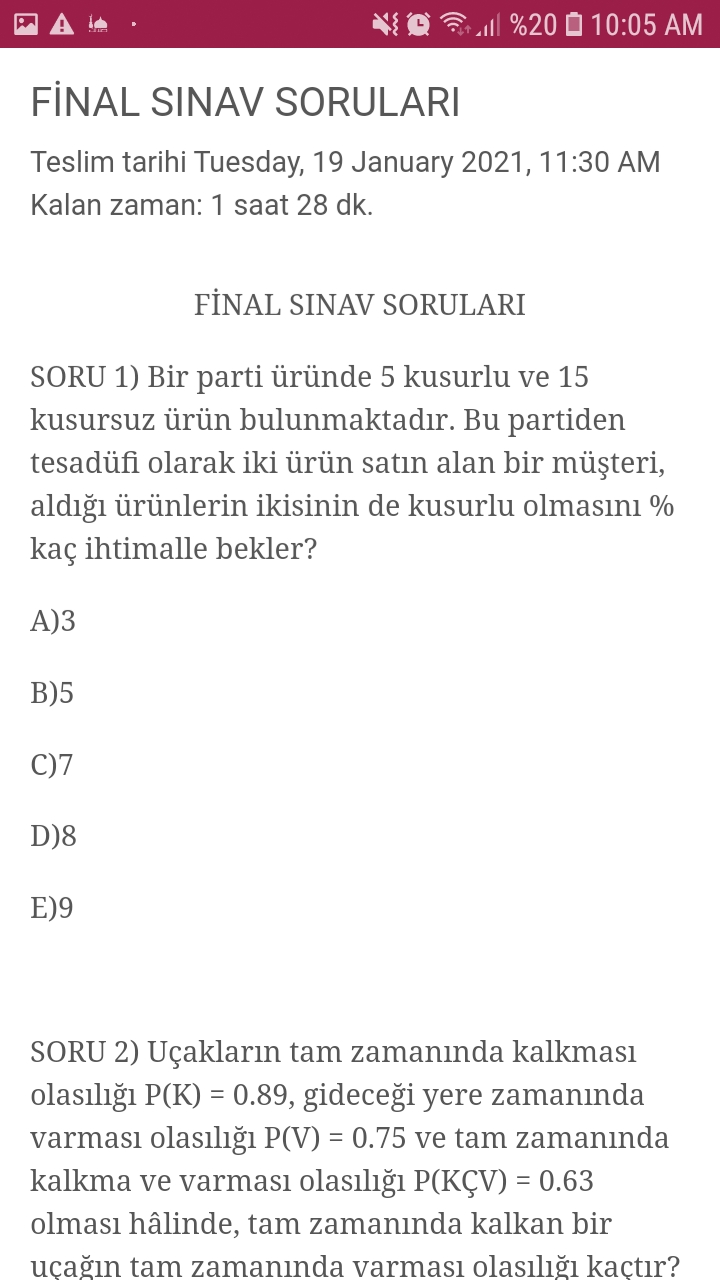 %20 10:05 AM
FİNAL SINAV SORULARI
Teslim tarihi Tuesday, 19 January 2021, 11:30 AM
Kalan zaman: 1 saat 28 dk.
FİNAL SINAV SORULARI
SORU 1) Bir parti üründe 5 kusurlu ve 15
kusursuz ürün bulunmaktadır. Bu partiden
tesadüfi olarak iki ürün satın alan bir müşteri,
aldığı ürünlerin ikisinin de kusurlu olmasını %
kaç ihtimalle bekler?
A)3
B)5
C)7
D)8
E)9
SORU 2) Uçakların tam zamanında kalkması
olasılığı P(K) = 0.89, gideceği yere zamanında
varması olasılığı P(V) = 0.75 ve tam zamanında
kalkma ve varması olasılığı P(KÇV) = 0.63
olması hâlinde, tam zamanında kalkan bir
uçağın tam zamanında varması olasılığı kaçtır?